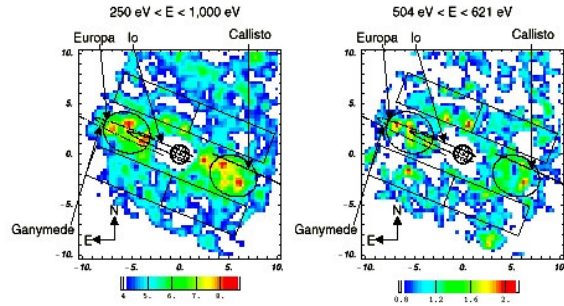 250 eV < E < 1,000 eV
504 eV < E < 621 eV
Europa Io Callisto
Europa Io Callisto
10. 5. 0. -5. -10.
10. 5. 0. -5. -10.
Ganymede E N
Ganymede E N
-10. -5. 0. 5. 10.
-10. -5. 0. 5. 10.
4 5. 6. 7. 8.
0.8 1.2 1.6 2.